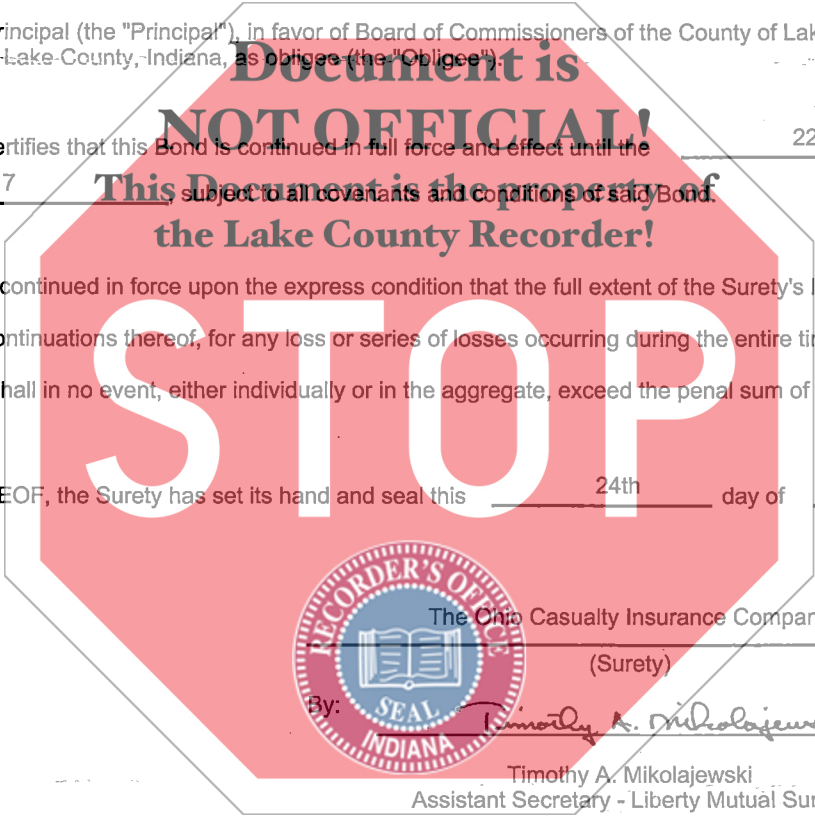 rincipal (the "Principal"), in favor of Board of Commissioners of the County of Lak
Lake County, Indiana, as obligee (the "Obligee").
Document is
NOT OFFICIAL!
ertifies that this Bond is continued in full force and effect until the 22
7 , subject to all covenants and conditions of said Bond.
This Document is the property of
the Lake County Recorder!
continued in force upon the express condition that the full extent of the Surety's
ontinuations thereof, for any loss or series of losses occurring during the entire ti
hall in no event, either individually or in the aggregate, exceed the penal sum of
STOP
EOF, the Surety has set its hand and seal this 24th day of
RECORDER'S OFFICE
SEAL
INDIANA
The Ohio Casualty Insurance Compan
(Surety)
By: Timothy A. Mikolajews
Timothy A. Mikolajewski
Assistant Secretary - Liberty Mutual Sur